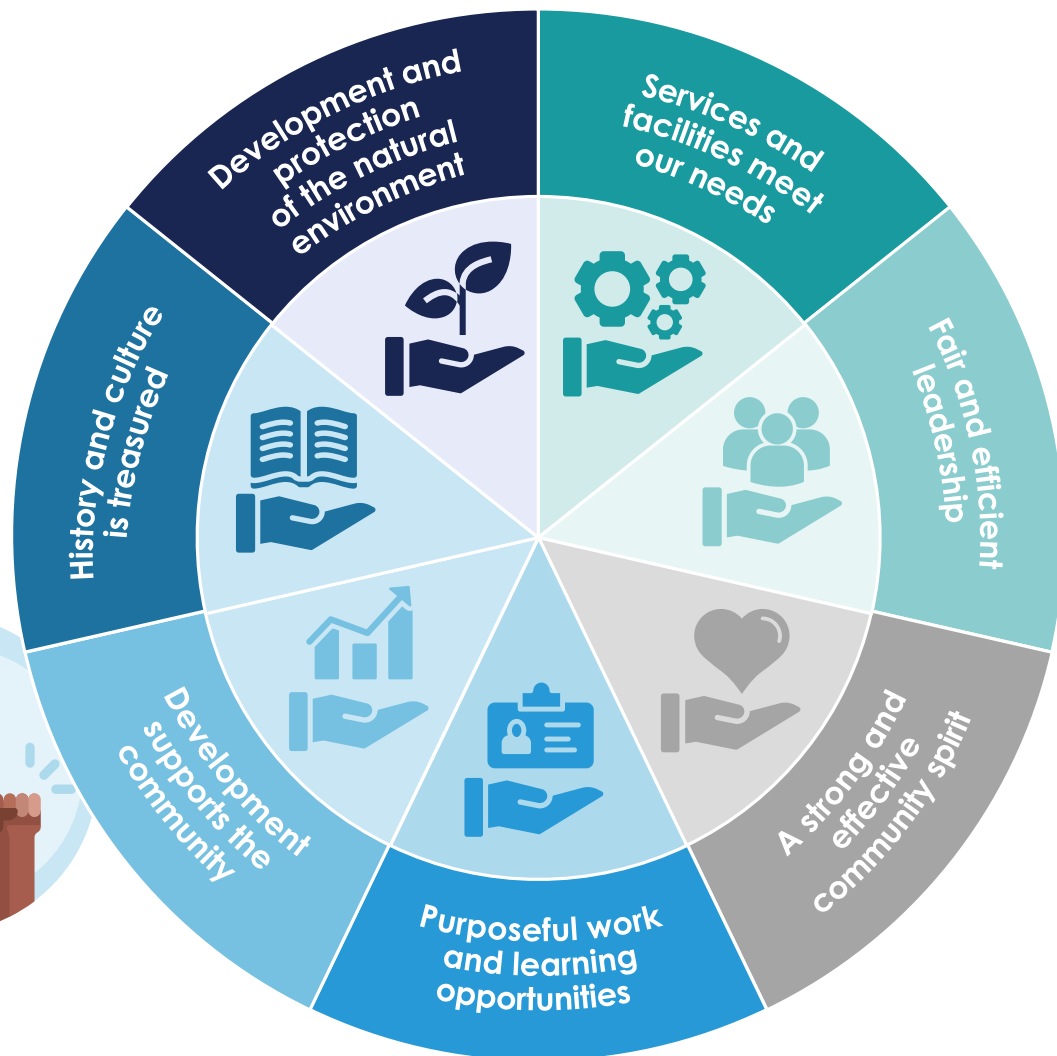 Services and
facilities meet
our needs
Fair and efficient
leadership
A strong and
effective
community spirit
Purposeful work
and learning
opportunities
Development
supports the
community
History and culture
is treasured
Development and
protection
of the natural
environment